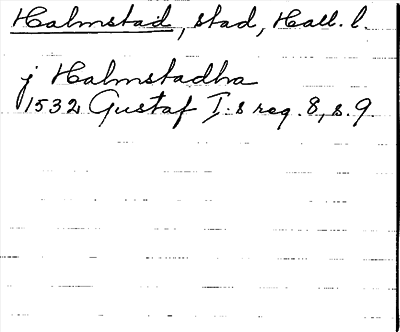 Halmstad, stad, Hall. l.
j Halmstadha
1532 Gustaf I:s reg. 8, s. 9.